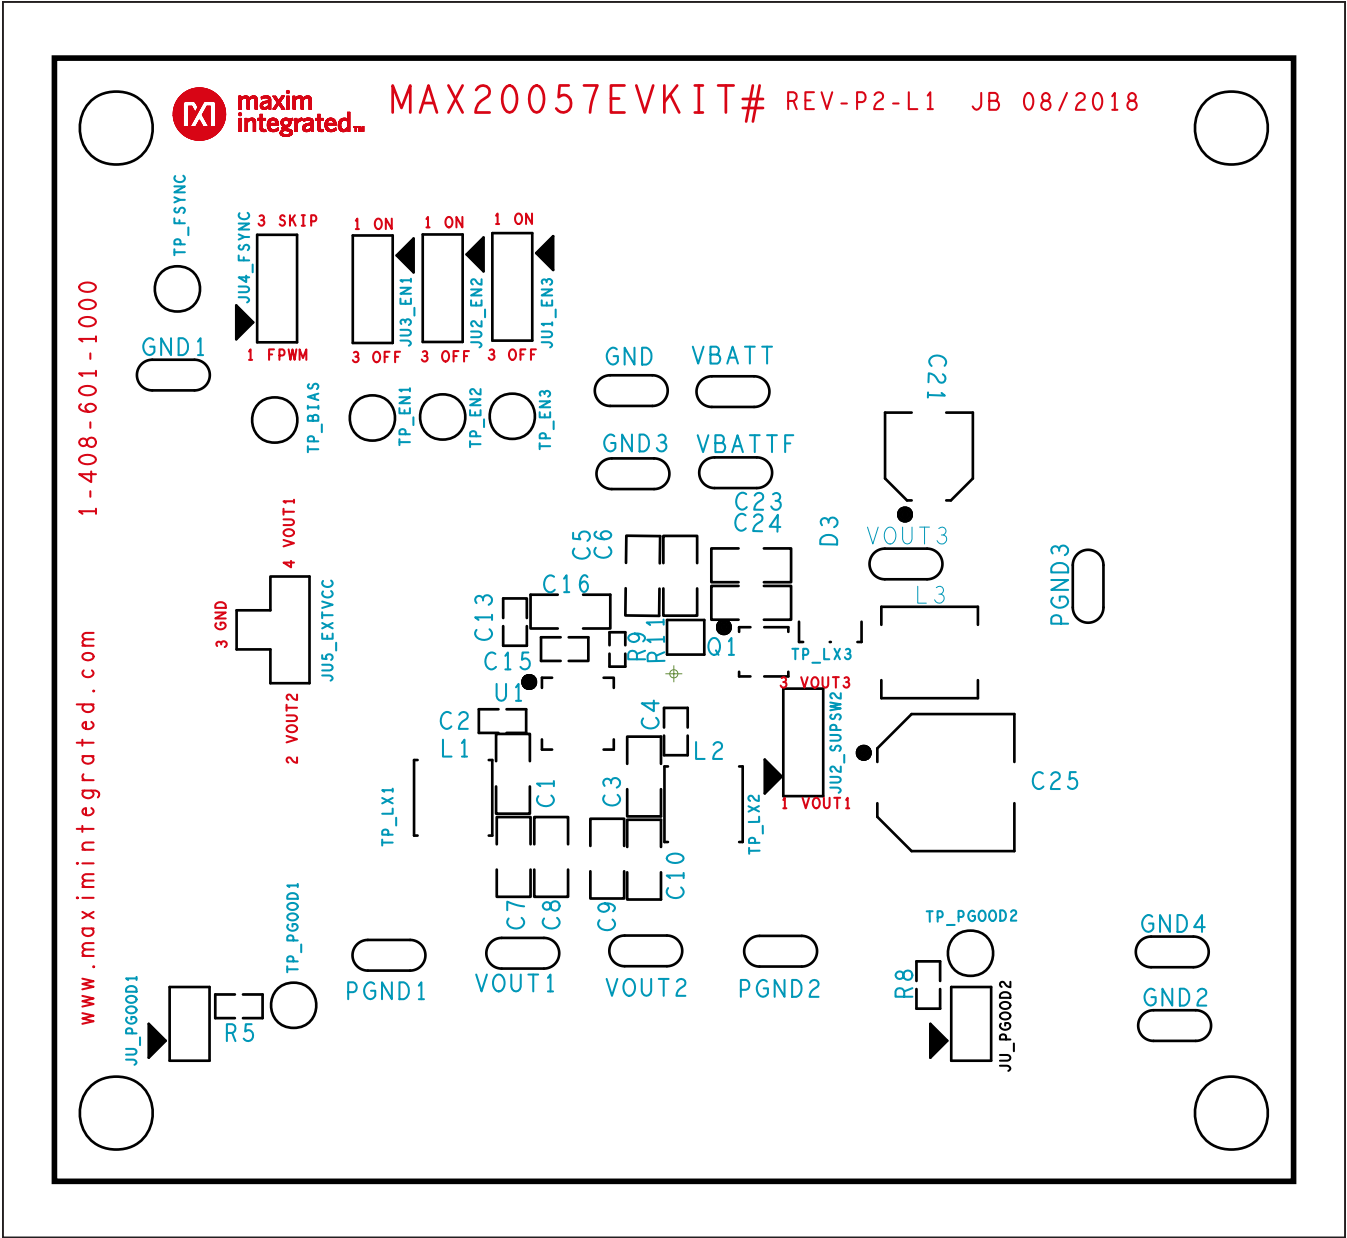 maxim
integrated™
MAX20057EVKIT# REV-P2-L1 JB 08/2018
TP_FSYNC
JU4_FSYNC
3 SKIP
1 FPWM
1 ON
JU3_EN1
3 OFF
1 ON
JU2_EN2
3 OFF
1 ON
JU1_EN3
3 OFF
1-408-601-1000
GND1
TP_BIAS
TP_EN1
TP_EN2
TP_EN3
GND
VBATT
GND3
VBATTF
C21
C23
C24
D3
VOUT3
PGND3
L3
C5
C6
C16
C13
C15
R9
R11
Q1
TP_LX3
4 VOUT1
3 GND
JU5_EXTVCC
2 VOUT2
U1
C2
L1
C4
L2
3 VOUT3
JU2_SUPSW2
1 VOUT1
C25
TP_LX1
C1
C3
TP_LX2
C7
C8
C9
C10
www.maximintegrated.com
TP_PGOOD1
JU_PGOOD1
R5
PGND1
VOUT1
VOUT2
PGND2
TP_PGOOD2
R8
JU_PGOOD2
GND4
GND2